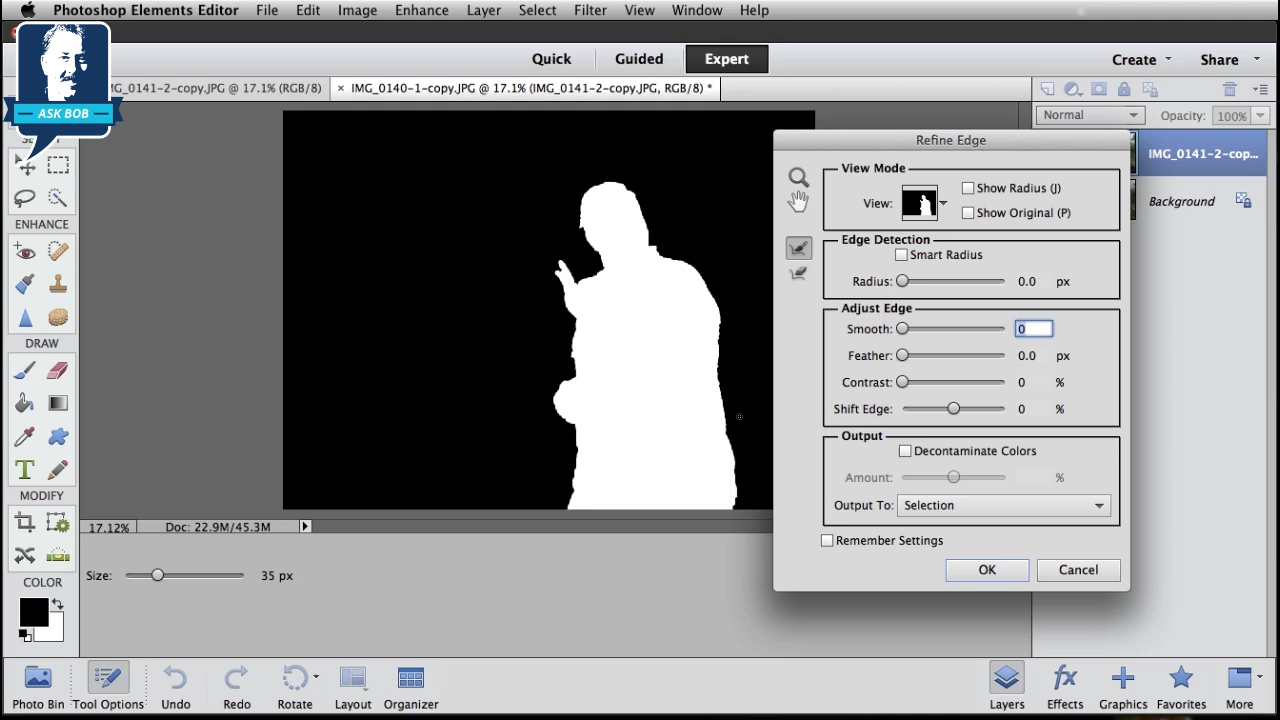 Photoshop Elements Editor File Edit Image Enhance Layer Select Filter View Window Help
Quick Guided Expert Create Share
MG_0141-2-copy.JPG @ 17.1% (RGB/8) × IMG_0140-1-copy.JPG @ 17.1% (IMG_0141-2-copy.JPG, RGB/8) *
ASK BOB
Normal Opacity: 100%
IMG_0141-2-cop...
Background
ENHANCE
DRAW
MODIFY
COLOR
Refine Edge
View Mode
View:
Show Radius (J)
Show Original (P)
Edge Detection
Smart Radius
Radius: 0.0 px
Adjust Edge
Smooth: 0
Feather: 0.0 px
Contrast: 0 %
Shift Edge: 0 %
Output
Decontaminate Colors
Amount: %
Output To: Selection
Remember Settings
OK Cancel
17.12% Doc: 22.9M/45.3M
Size: 35 px
Photo Bin Tool Options Undo Redo Rotate Layout Organizer Layers Effects Graphics Favorites More